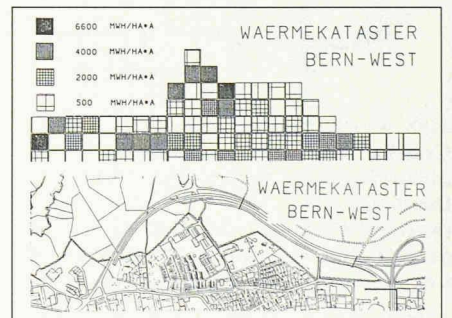 6600 MWH/HA*A
4000 MWH/HA*A
2000 MWH/HA*A
500 MWH/HA*A
WAERMEKATASTER
BERN-WEST
WAERMEKATASTER
BERN-WEST